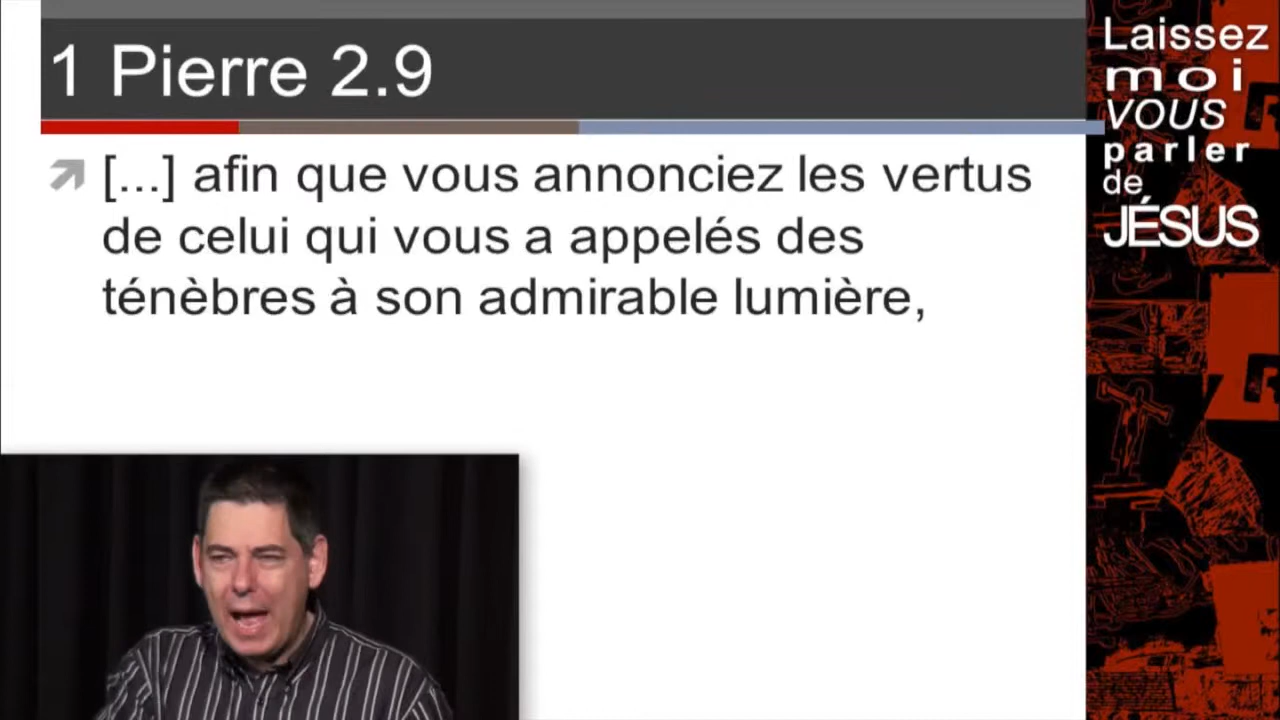 1 Pierre 2.9
[...] afin que vous annonciez les vertus
de celui qui vous a appelés des
ténèbres à son admirable lumière,
Laissez
moi
VOUS
parler
de
JÉSUS